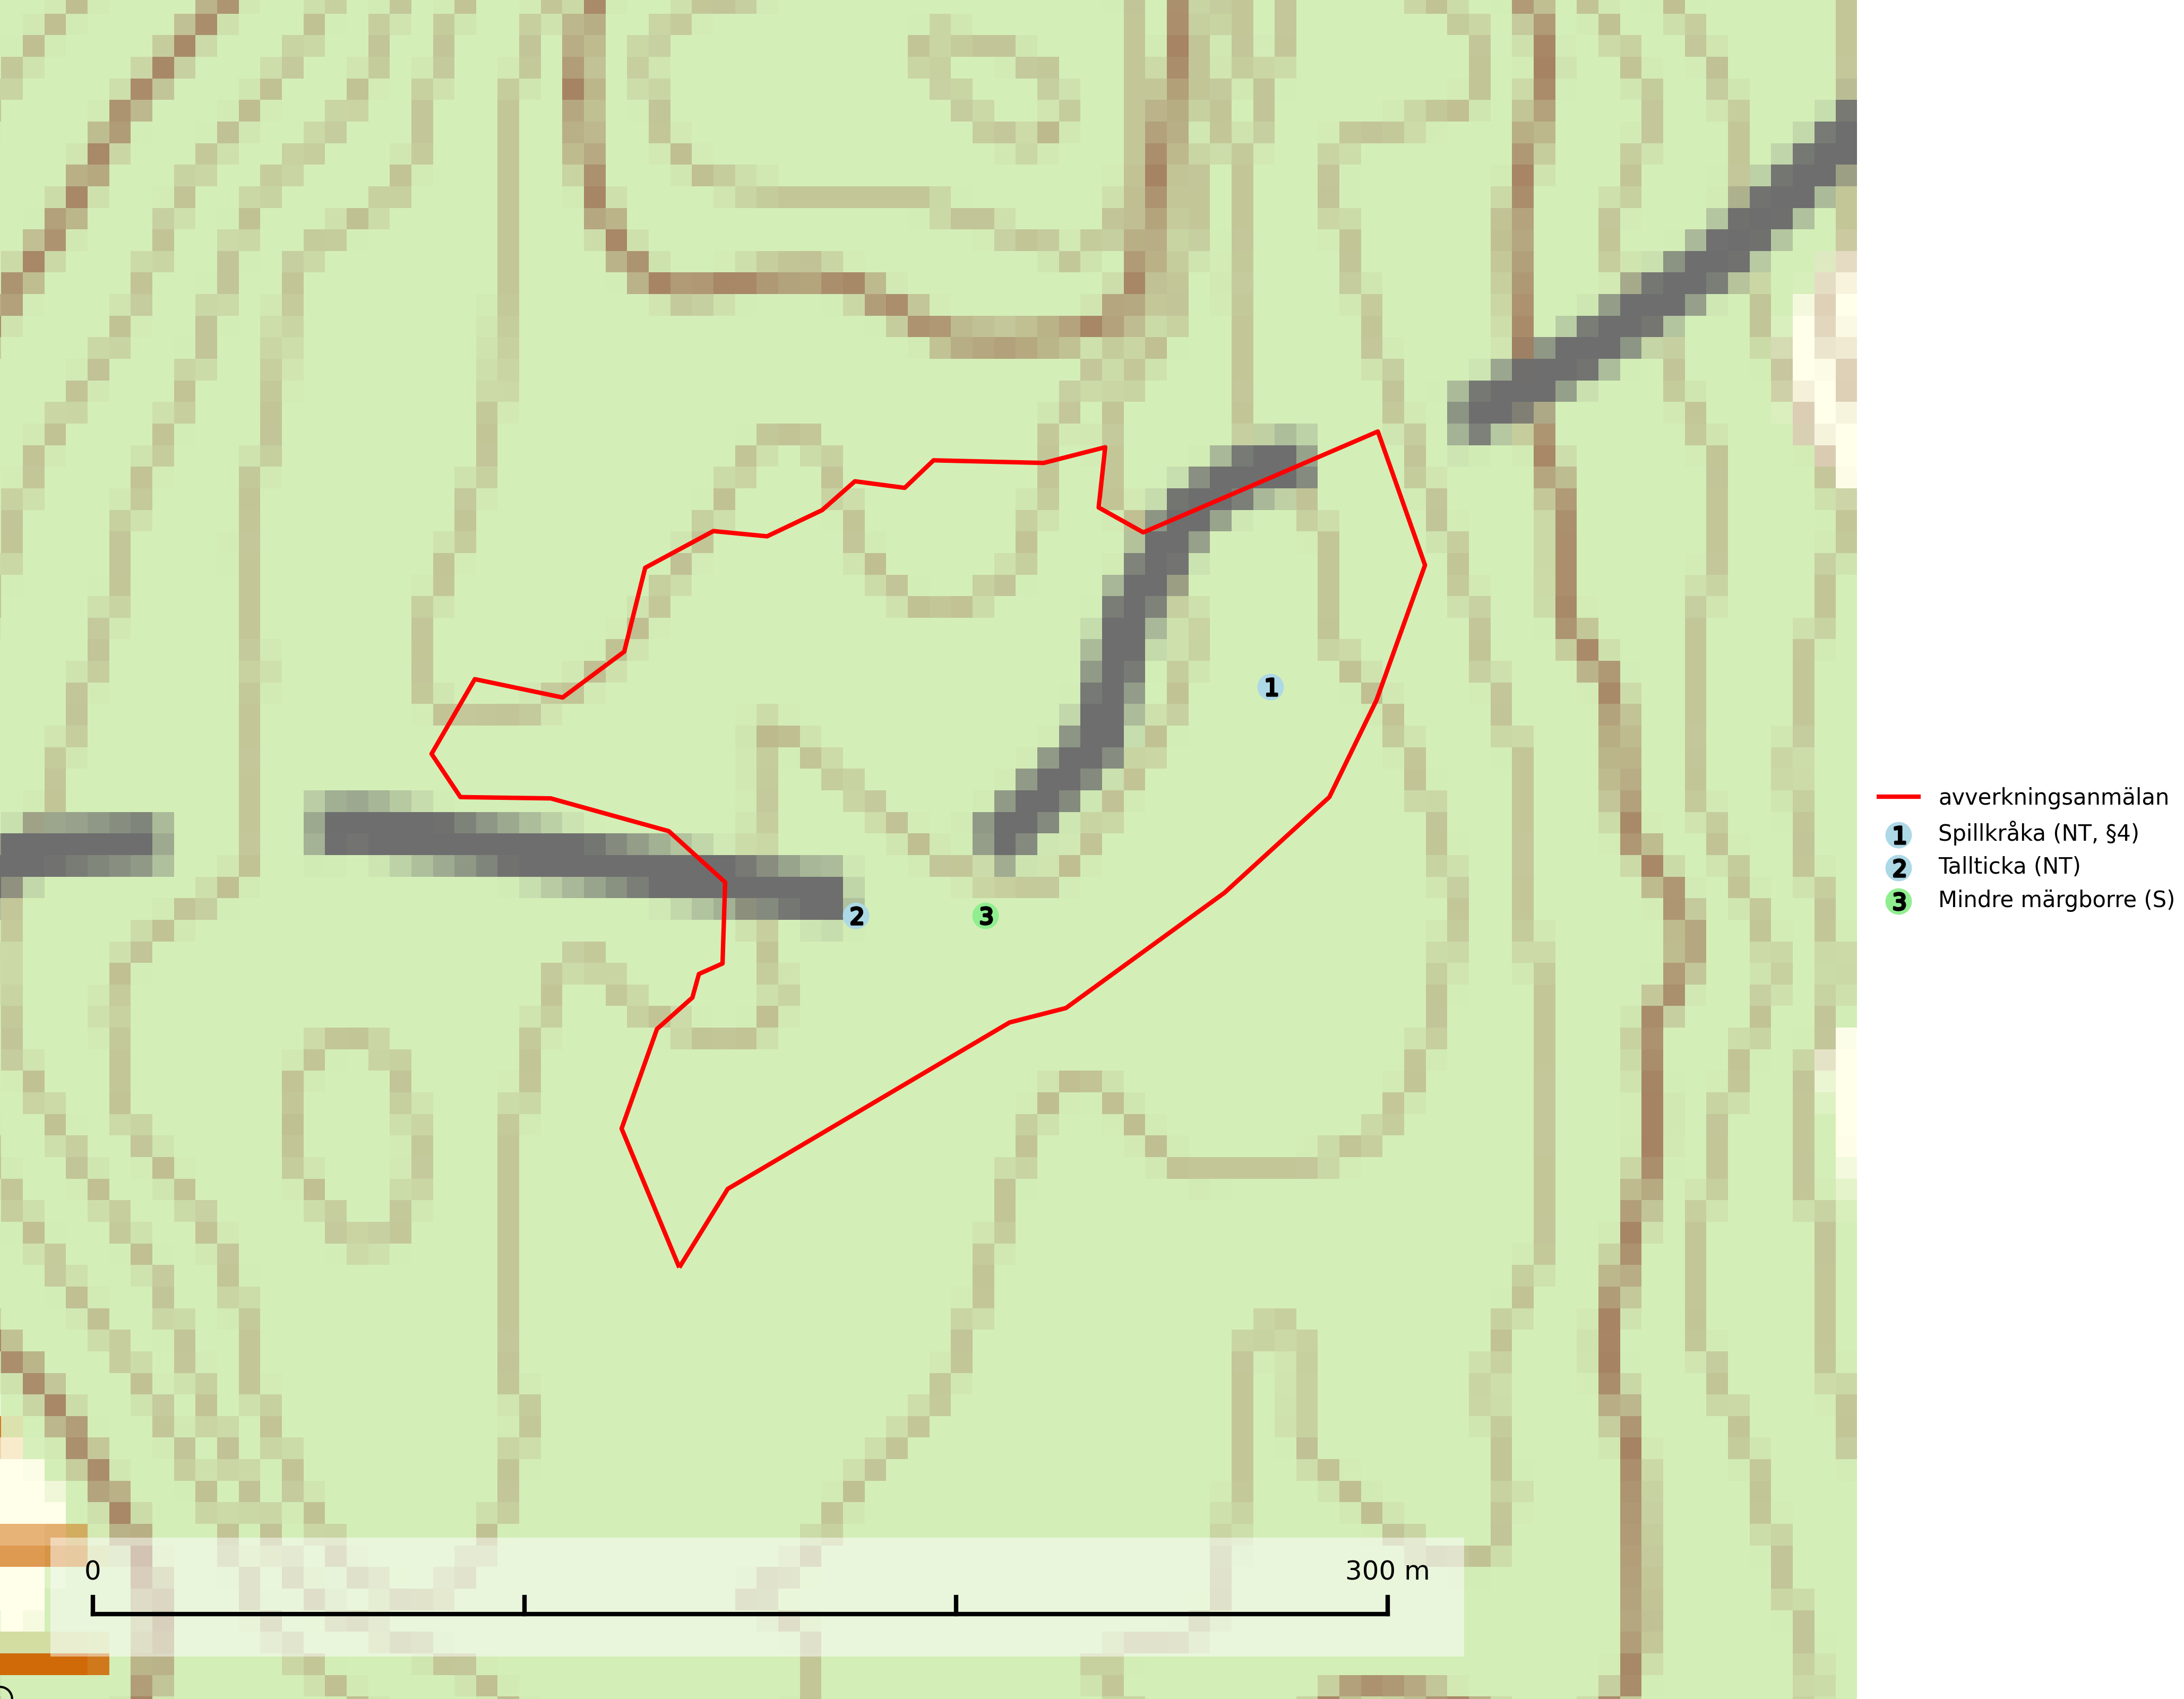 1
2
3
avverkningsanmälan
1 Spillkråka (NT, §4)
2 Tallticka (NT)
3 Mindre märgborre (S)
0 300 m